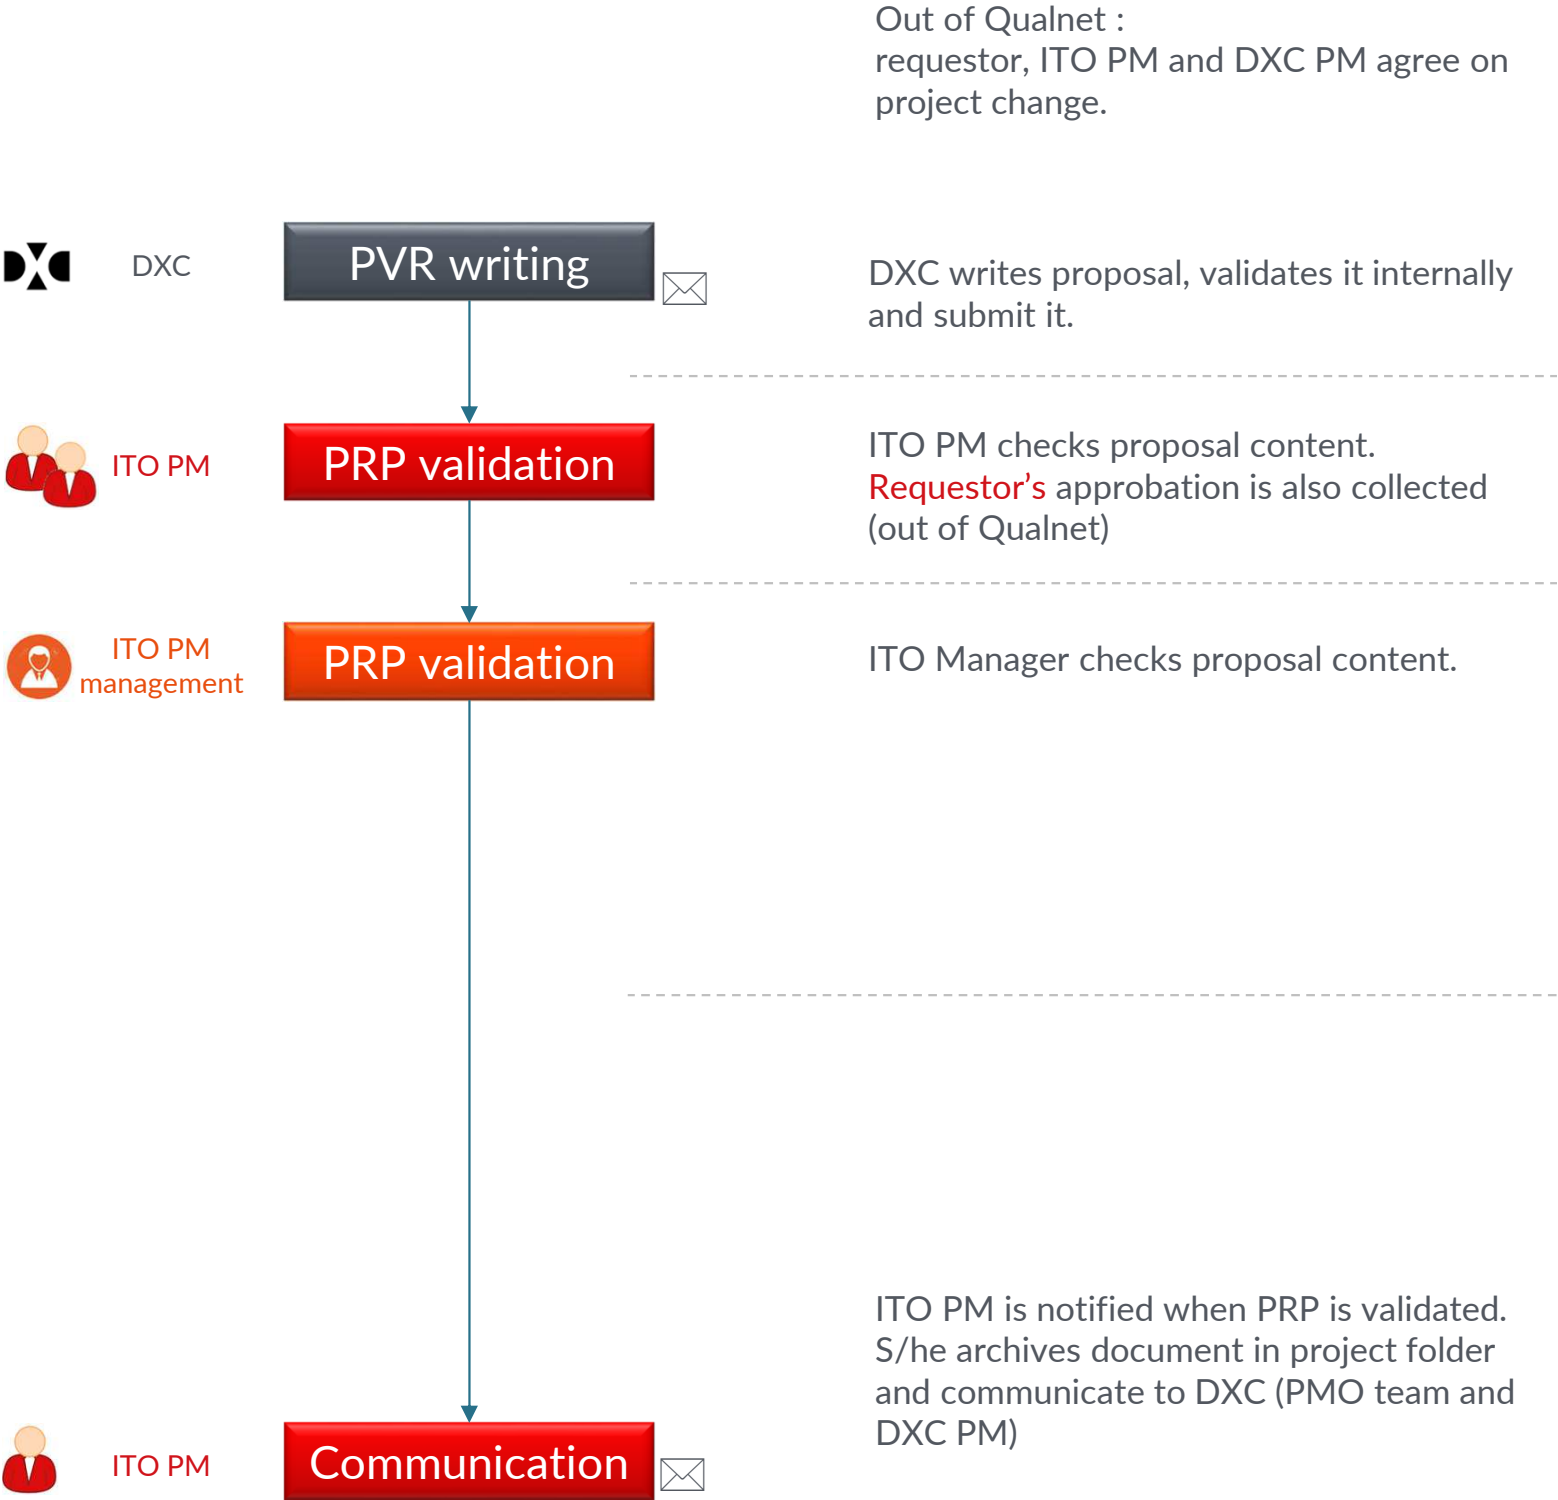 Out of Qualnet :
requestor, ITO PM and DXC PM agree on
project change.
DXC
PVR writing
DXC writes proposal, validates it internally
and submit it.
ITO PM
PRP validation
ITO PM checks proposal content.
Requestor’s approbation is also collected
(out of Qualnet)
ITO PM
management
PRP validation
ITO Manager checks proposal content.
ITO PM is notified when PRP is validated.
S/he archives document in project folder
and communicate to DXC (PMO team and
DXC PM)
ITO PM
Communication